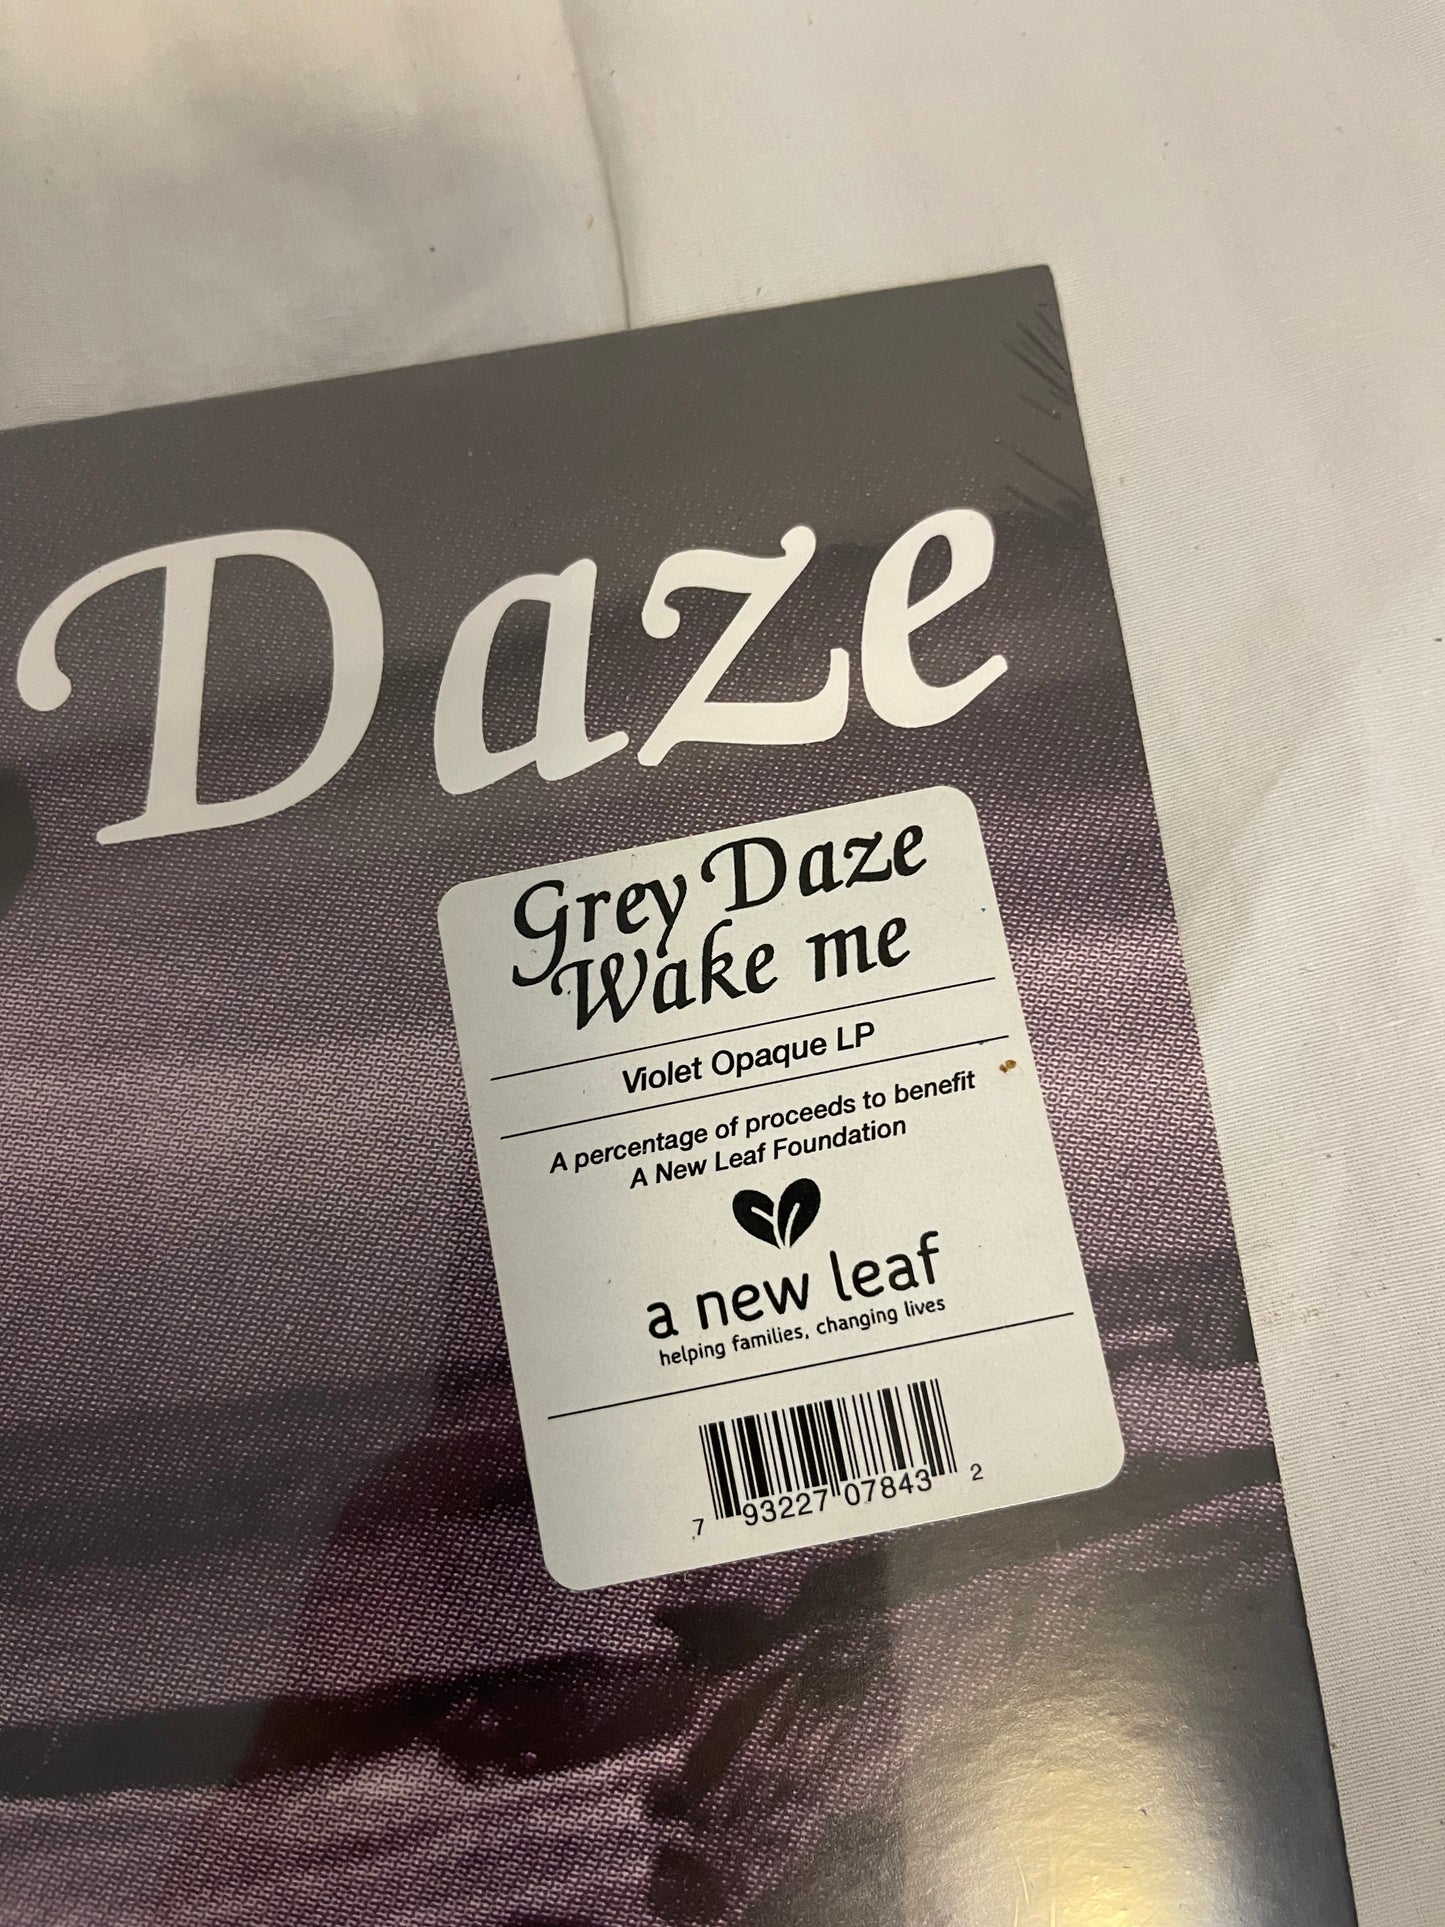 Daze
Grey Daze
Wake me
Violet Opaque LP
A percentage of proceeds to benefit
A New Leaf Foundation
a new leaf
helping families, changing lives
7 93227 07843 2